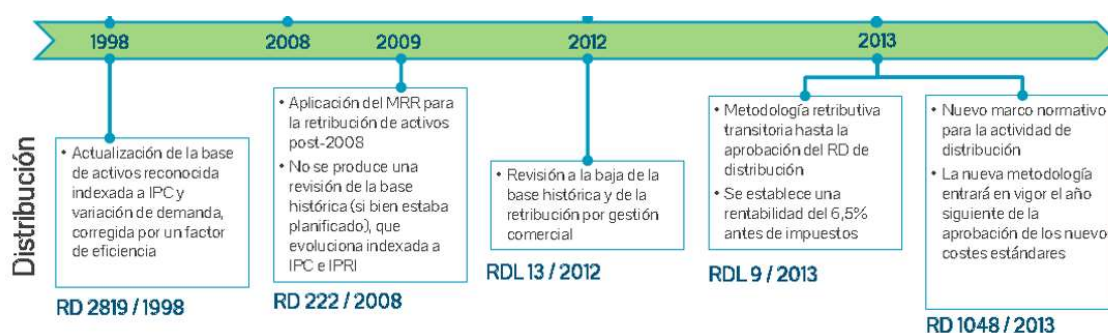 1998
2008
2009
2012
2013
Distribución
• Actualización de la base
de activos reconocida
indexada a IPC y
variación de demanda,
corregida por un factor
de eficiencia
RD 2819 / 1998
• Aplicación del MRR para
la retribución de activos
post-2008
• No se produce una
revisión de la base
histórica (si bien estaba
planificado), que
evoluciona indexada a
IPC e IPRI
RD 222 / 2008
• Revisión a la baja de la
base histórica y de la
retribución por gestión
comercial
RDL 13 / 2012
• Metodología retributiva
transitoria hasta la
aprobación del RD de
distribución
• Se establece una
rentabilidad del 6,5%
antes de impuestos
RDL 9 / 2013
• Nuevo marco normativo
para la actividad de
distribución
• La nueva metodología
entrará en vigor el año
siguiente de la
aprobación de los nuevo
costes estándares
RD 1048 / 2013